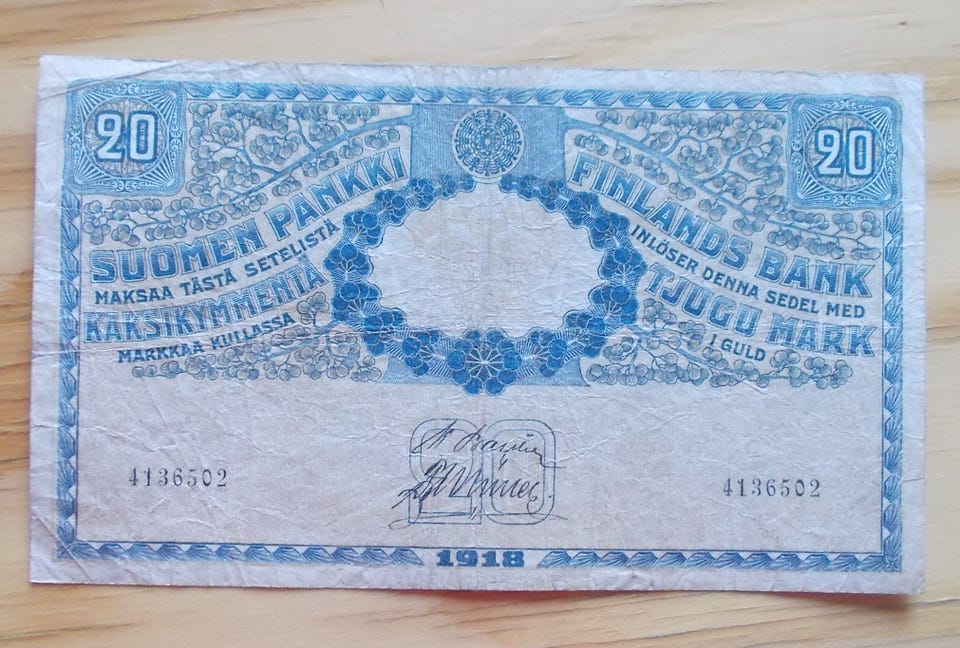 20
20
SUOMEN PANKKI
MAKSAA TÄSTÄ SETELISTÄ
KAKSIKYMMENTÄ
MARKKAA KULLASSA
FINLANDS BANK
INLÖSER DENNA SEDEL MED
TJUGU MARK
I GULD
20
4136502
4136502
1918